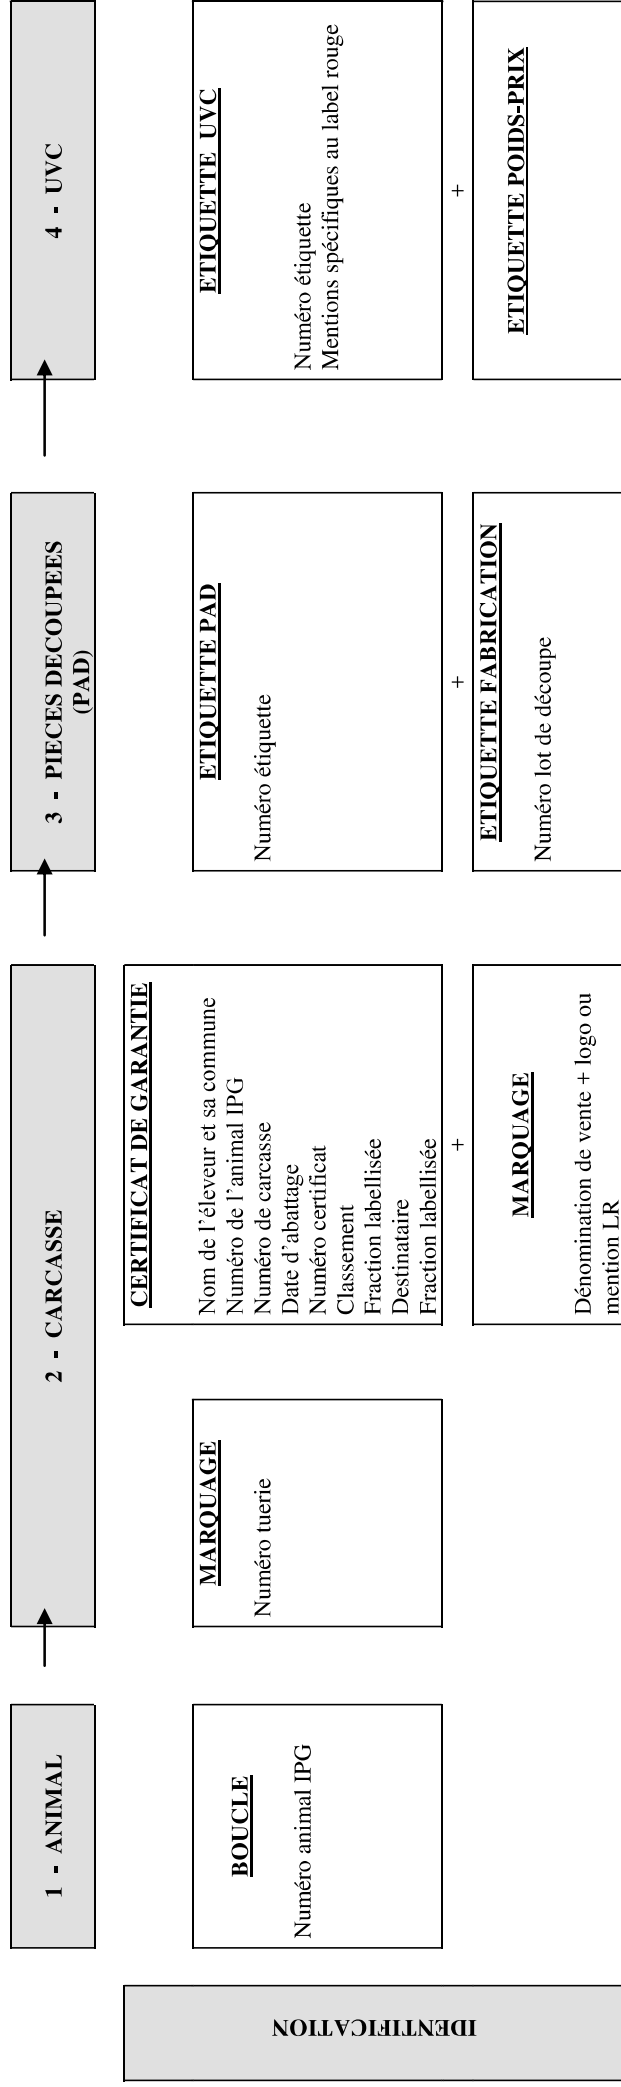 1 - ANIMAL
2 - CARCASSE
3 - PIECES DECOUPEES
(PAD)
4 - UVC
IDENTIFICATION
BOUCLE
Numéro animal IPG
MARQUAGE
Numéro tuerie
CERTIFICAT DE GARANTIE
Nom de l'éleveur et sa commune
Numéro de l'animal IPG
Numéro de carcasse
Date d'abattage
Numéro certificat
Classement
Fraction labellisée
Destinataire
Fraction labellisée
+
MARQUAGE
Dénomination de vente + logo ou
mention LR
ETIQUETTE PAD
Numéro étiquette
+
ETIQUETTE FABRICATION
Numéro lot de découpe
ETIQUETTE UVC
Numéro étiquette
Mentions spécifiques au label rouge
+
ETIQUETTE POIDS-PRIX